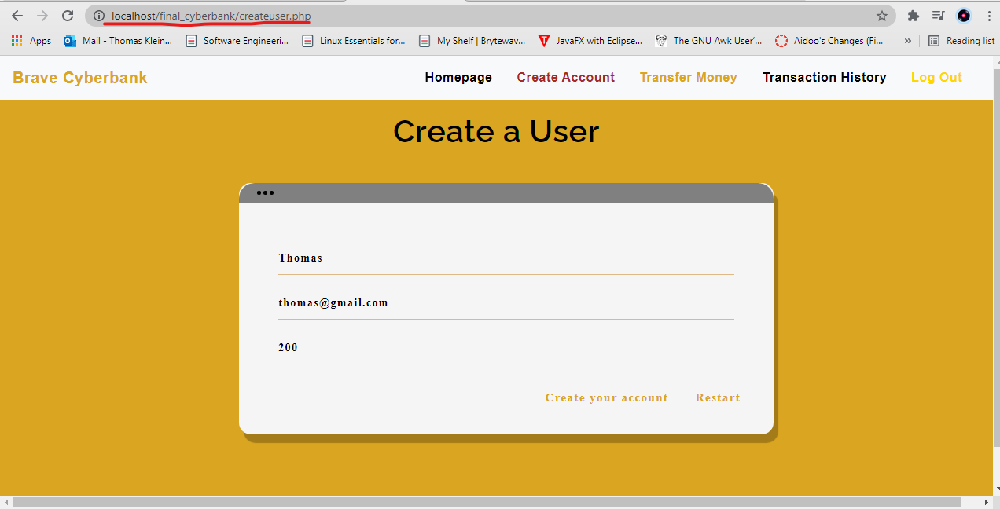 localhost/final_cyberbank/createuser.php
Apps Mail - Thomas Klein... Software Engineeri... Linux Essentials for... My Shelf | Brytewav... JavaFX with Eclipse... The GNU Awk User'... Aidoo's Changes (Fi... » Reading list
Brave Cyberbank Homepage Create Account Transfer Money Transaction History Log Out
Create a User
Thomas
thomas@gmail.com
200
Create your account Restart